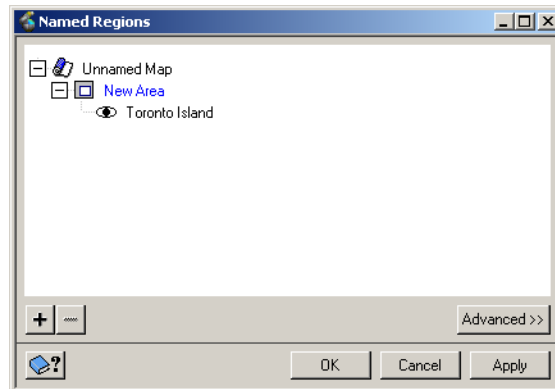 Named Regions
Unnamed Map
New Area
Toronto Island
Advanced >>
?
OK Cancel Apply